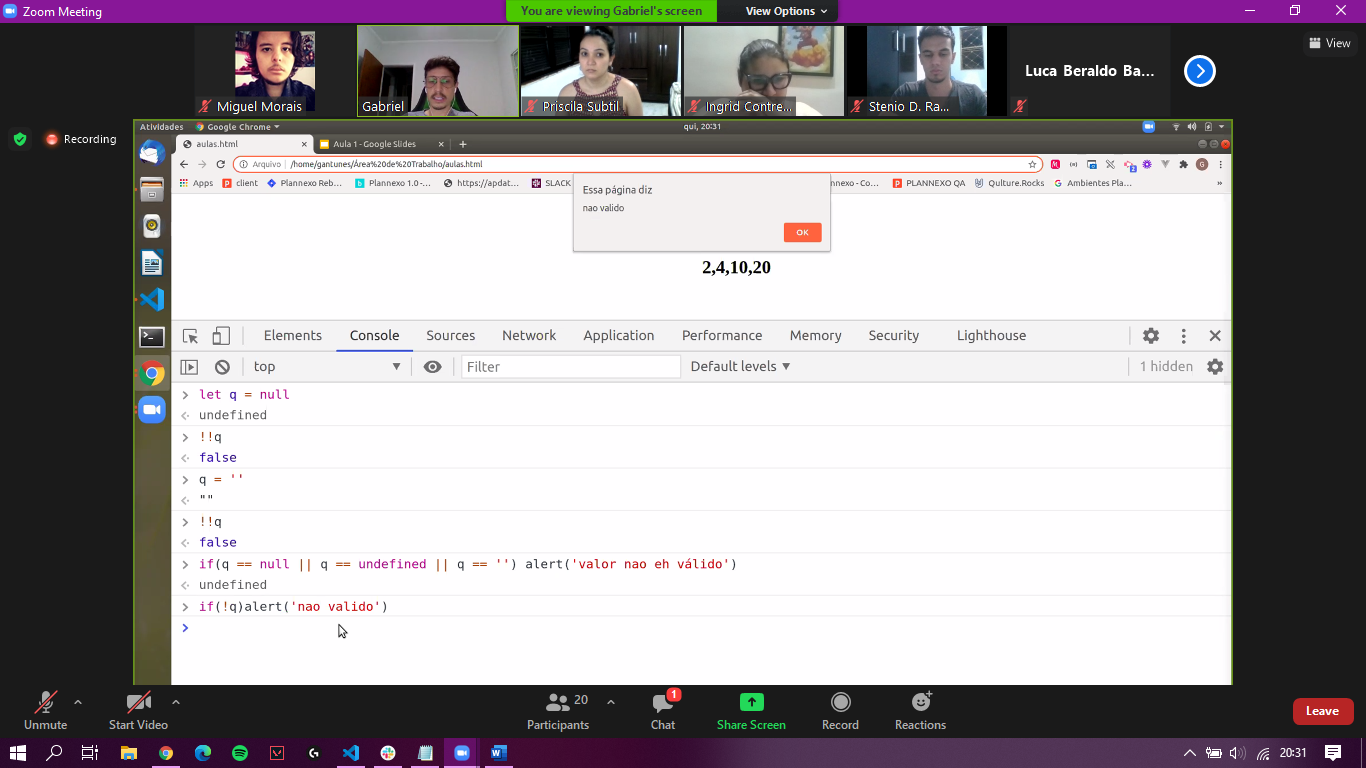 Zoom Meeting
You are viewing Gabriel's screen
View Options
Miguel Morais
Gabriel
Priscila Subtil
Ingrid Contre...
Stenio D. Ra...
Luca Beraldo Ba...
View
Recording
Atividades
Google Chrome
qui, 20:31
aulas.html
Aula 1 - Google Slides
Arquivo
/home/gantunes/Área%20de%20Trabalho/aulas.html
G
Apps
client
Plannexo Reb...
Plannexo 1.0 -...
https://apdat...
SLACK
nnexo - Co...
PLANNEXO QA
Qulture.Rocks
Ambientes Pla...
»
Essa página diz
nao valido
OK
2,4,10,20
Elements
Console
Sources
Network
Application
Performance
Memory
Security
Lighthouse
top
Filter
Default levels
1 hidden
let q = null
undefined
!!q
false
q = ''
""
!!q
false
if(q == null || q == undefined || q == '') alert('valor nao eh válido')
undefined
if(!q)alert('nao valido')
Unmute
Start Video
Participants
20
Chat
1
Share Screen
Record
Reactions
Leave
20:31